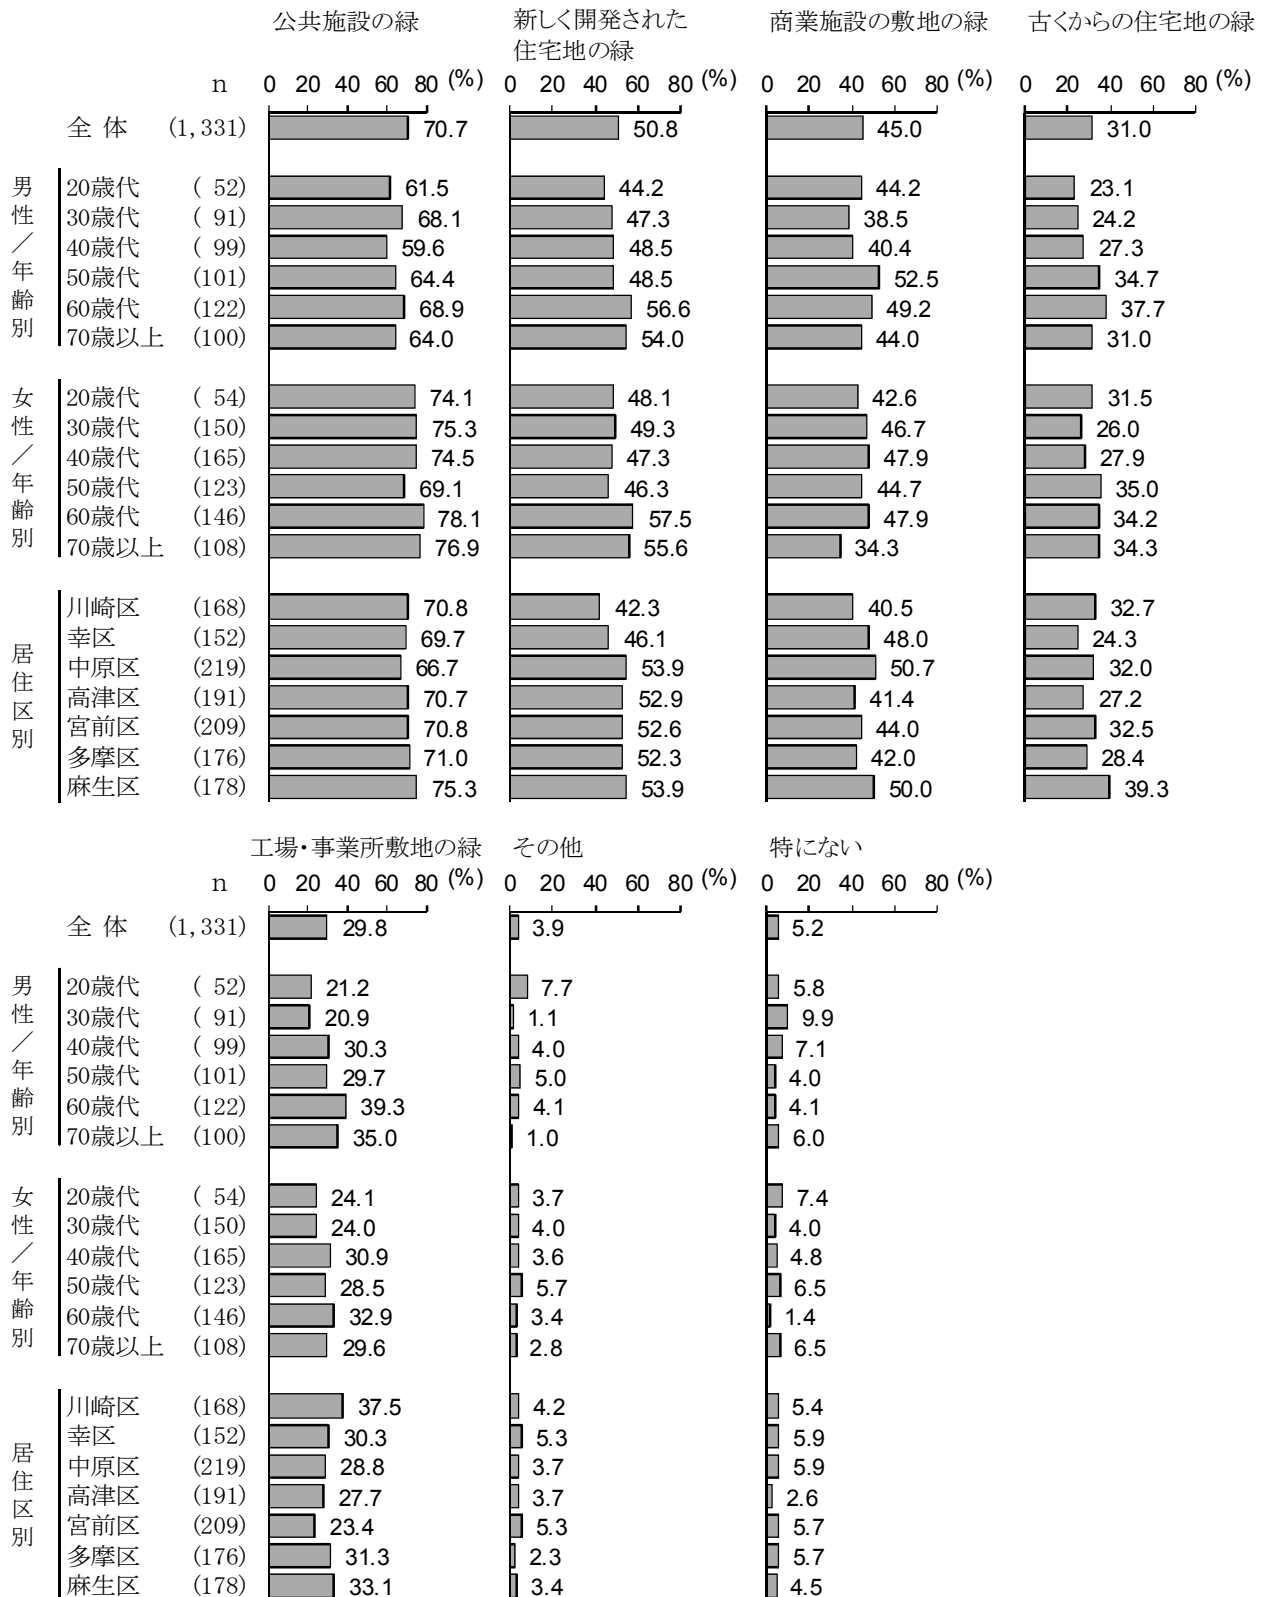 公共施設の緑 新しく開発された住宅地の緑 商業施設の敷地の緑 古くからの住宅地の緑
n 0 20 40 60 80 (%) 0 20 40 60 80 (%) 0 20 40 60 80 (%) 0 20 40 60 80 (%)
全体 (1,331) 70.7 50.8 45.0 31.0
男性/年齢別
20歳代 ( 52) 61.5 44.2 44.2 23.1
30歳代 ( 91) 68.1 47.3 38.5 24.2
40歳代 ( 99) 59.6 48.5 40.4 27.3
50歳代 (101) 64.4 48.5 52.5 34.7
60歳代 (122) 68.9 56.6 49.2 37.7
70歳以上 (100) 64.0 54.0 44.0 31.0
女性/年齢別
20歳代 ( 54) 74.1 48.1 42.6 31.5
30歳代 (150) 75.3 49.3 46.7 26.0
40歳代 (165) 74.5 47.3 47.9 27.9
50歳代 (123) 69.1 46.3 44.7 35.0
60歳代 (146) 78.1 57.5 47.9 34.2
70歳以上 (108) 76.9 55.6 34.3 34.3
居住区別
川崎区 (168) 70.8 42.3 40.5 32.7
幸区 (152) 69.7 46.1 48.0 24.3
中原区 (219) 66.7 53.9 50.7 32.0
高津区 (191) 70.7 52.9 41.4 27.2
宮前区 (209) 70.8 52.6 44.0 32.5
多摩区 (176) 71.0 52.3 42.0 28.4
麻生区 (178) 75.3 53.9 50.0 39.3
工場・事業所敷地の緑 その他 特にない
n 0 20 40 60 80 (%) 0 20 40 60 80 (%) 0 20 40 60 80 (%)
全体 (1,331) 29.8 3.9 5.2
男性/年齢別
20歳代 ( 52) 21.2 7.7 5.8
30歳代 ( 91) 20.9 1.1 9.9
40歳代 ( 99) 30.3 4.0 7.1
50歳代 (101) 29.7 5.0 4.0
60歳代 (122) 39.3 4.1 4.1
70歳以上 (100) 35.0 1.0 6.0
女性/年齢別
20歳代 ( 54) 24.1 3.7 7.4
30歳代 (150) 24.0 4.0 4.0
40歳代 (165) 30.9 3.6 4.8
50歳代 (123) 28.5 5.7 6.5
60歳代 (146) 32.9 3.4 1.4
70歳以上 (108) 29.6 2.8 6.5
居住区別
川崎区 (168) 37.5 4.2 5.4
幸区 (152) 30.3 5.3 5.9
中原区 (219) 28.8 3.7 5.9
高津区 (191) 27.7 3.7 2.6
宮前区 (209) 23.4 5.3 5.7
多摩区 (176) 31.3 2.3 5.7
麻生区 (178) 33.1 3.4 4.5